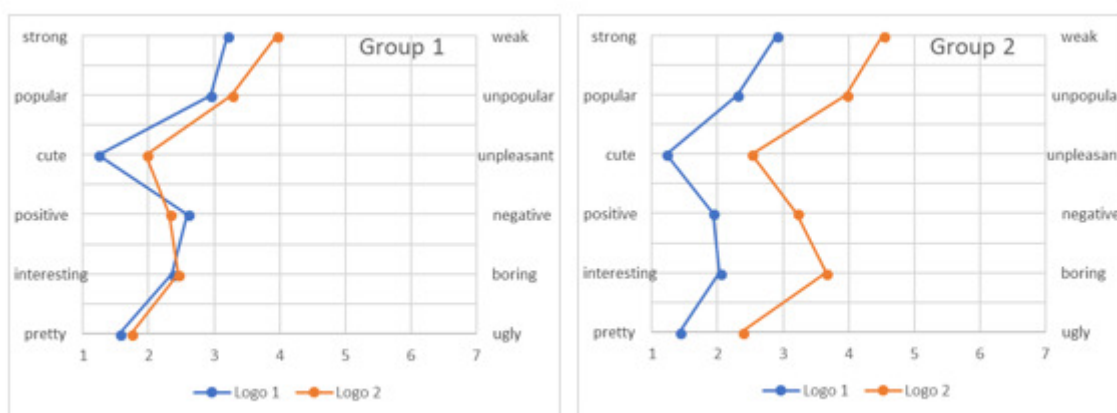 Group 1
strong weak
popular unpopular
cute unpleasant
positive negative
interesting boring
pretty ugly
1 2 3 4 5 6 7
Logo 1 Logo 2
Group 2
strong weak
popular unpopular
cute unpleasant
positive negative
interesting boring
pretty ugly
1 2 3 4 5 6 7
Logo 1 Logo 2